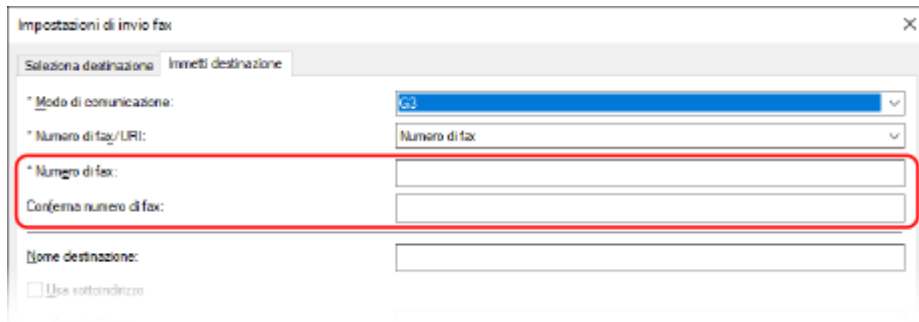 Impostazioni di invio fax
Seleziona destinazione Immetti destinazione
* Modo di comunicazione: G3
* Numero di fax/URI: Numero di fax
* Numero di fax:
Conferma numero di fax:
Nome destinazione:
Usa sottoindirizzo